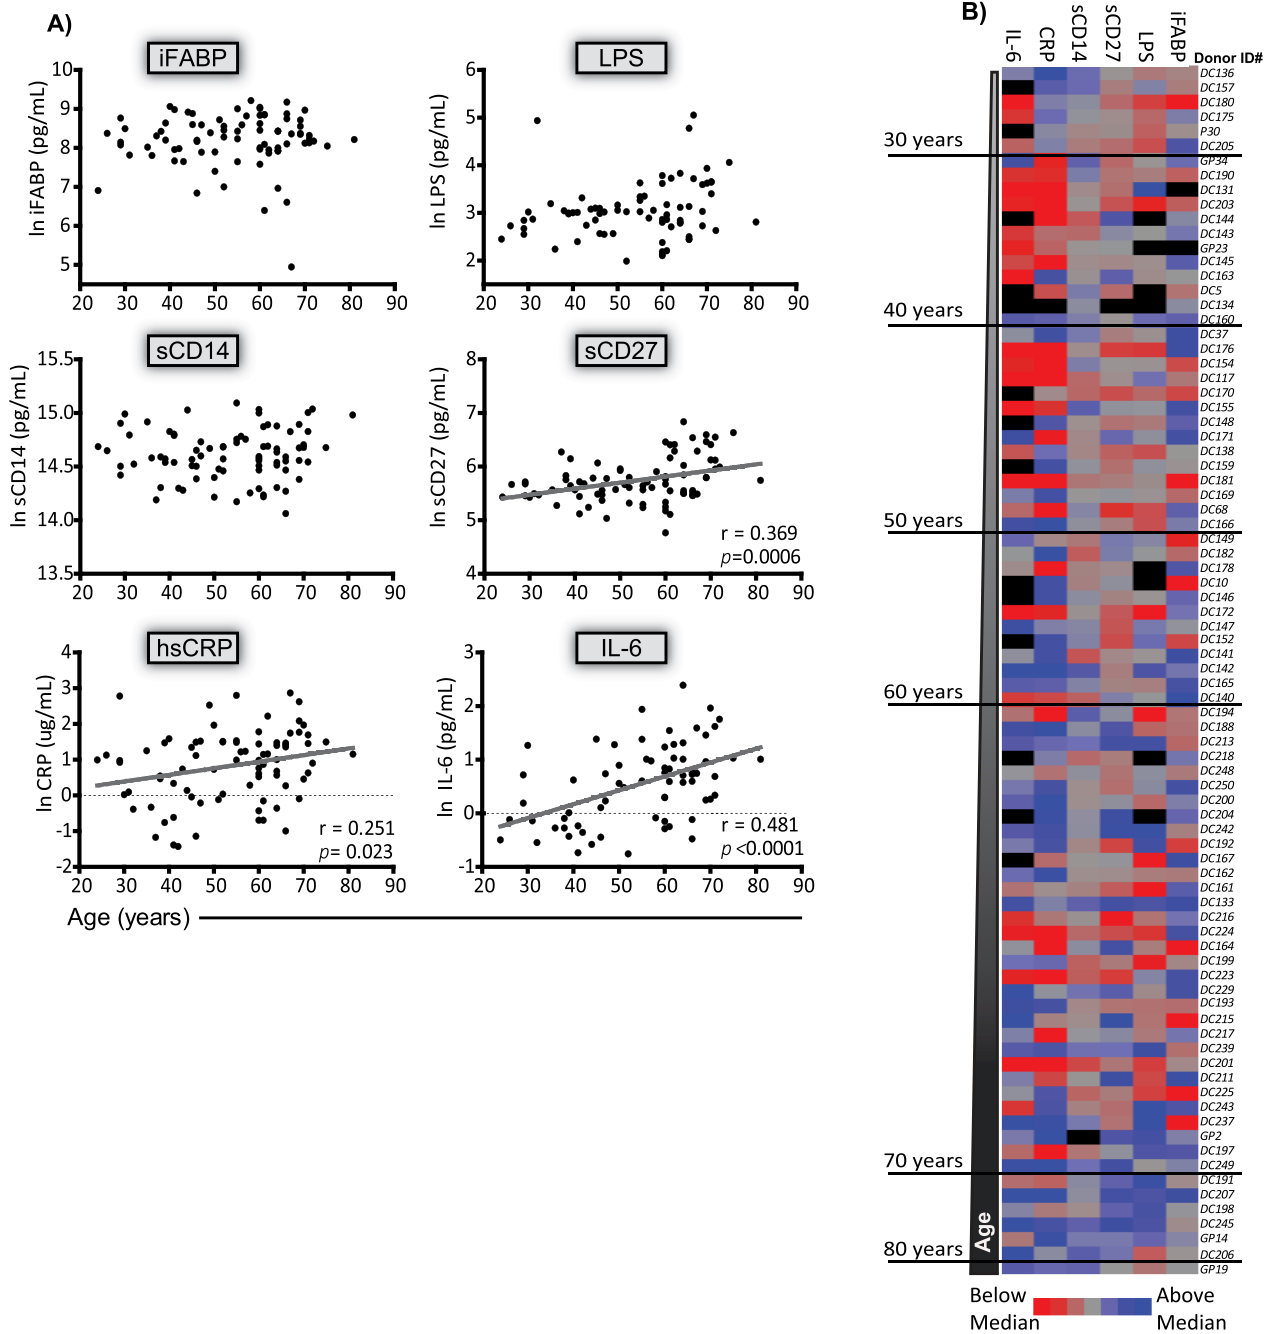 A)
iFABP
ln iFABP (pg/mL)
10
9
8
7
6
5
20 30 40 50 60 70 80 90
LPS
ln LPS (pg/mL)
6
5
4
3
2
20 30 40 50 60 70 80 90
sCD14
ln sCD14 (pg/mL)
15.5
15.0
14.5
14.0
13.5
20 30 40 50 60 70 80 90
sCD27
ln sCD27 (pg/mL)
8
7
6
5
4
r = 0.369
p=0.0006
20 30 40 50 60 70 80 90
hsCRP
ln CRP (ug/mL)
4
3
2
1
0
-1
-2
r = 0.251
p= 0.023
20 30 40 50 60 70 80 90
IL-6
ln IL-6 (pg/mL)
3
2
1
0
-1
r = 0.481
p <0.0001
20 30 40 50 60 70 80 90
Age (years)
B)
IL-6 CRP sCD14 sCD27 LPS iFABP
Donor ID#
DC136
DC157
DC180
DC175
P30
DC205
30 years
GP34
DC190
DC131
DC203
DC144
DC143
GP23
DC145
DC163
DC5
DC134
DC160
40 years
DC37
DC176
DC154
DC117
DC170
DC155
DC148
DC171
DC138
DC159
DC181
DC169
DC68
DC166
50 years
DC149
DC182
DC178
DC10
DC146
DC172
DC147
DC152
DC141
DC142
DC165
DC140
60 years
DC194
DC188
DC213
DC218
DC248
DC250
DC200
DC204
DC242
DC192
DC167
DC162
DC161
DC133
DC216
DC224
DC164
DC199
DC223
DC229
DC193
DC215
DC217
DC239
DC201
DC211
DC225
DC243
DC237
GP2
DC197
DC249
70 years
DC191
DC207
DC198
DC245
GP14
DC206
80 years
GP19
Age
Below Median
Above Median